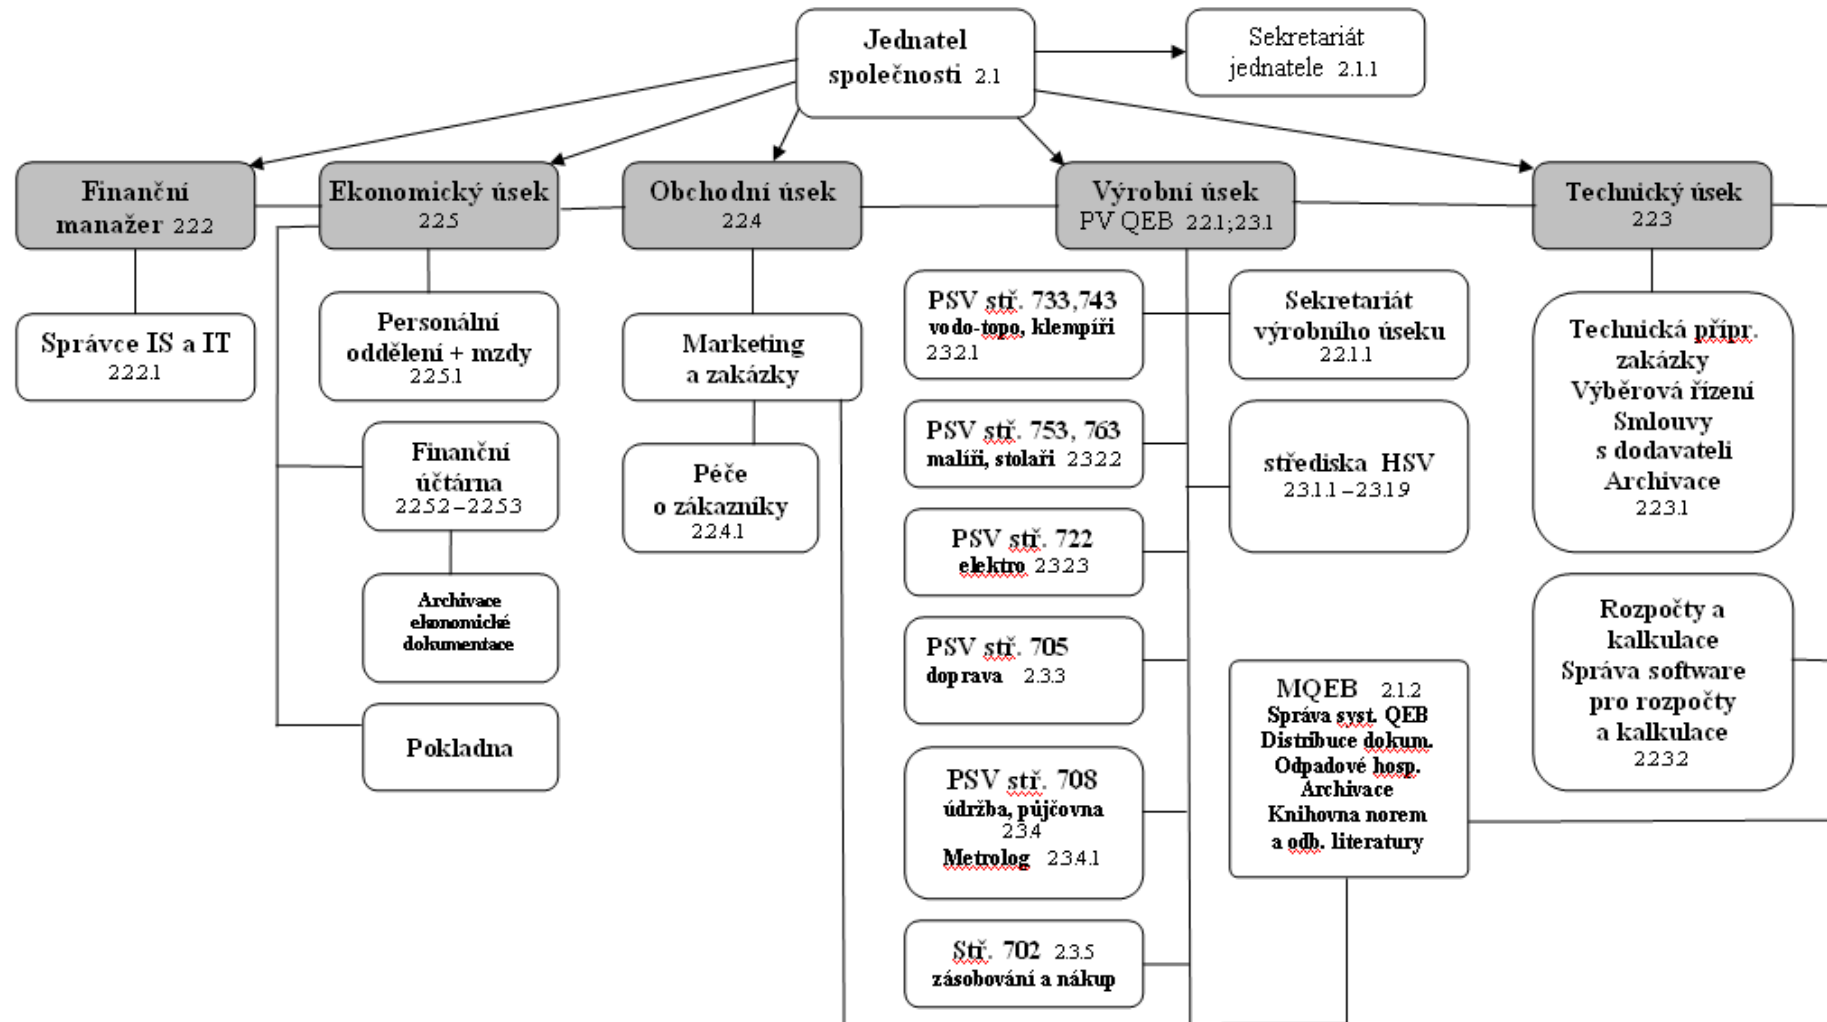 Jednatel
společnosti 2.1
Sekretariát
jednatele 2.1.1
Finanční
manažer 2.2.2
Ekonomický úsek
2.2.5
Obchodní úsek
2.2.4
Výrobní úsek
PV QEB 2.2.1;2.3.1
Technický úsek
2.2.3
Správce IS a IT
2.2.2.1
Personální
oddělení + mzdy
2.2.5.1
Finanční
účtárna
2.2.5.2 – 2.2.5.3
Archivace
ekonomické
dokumentace
Pokladna
Marketing
a zakázky
Péče
o zákazníky
2.2.4.1
PSV stř. 733,743
vodo-topo, klempíři
2.3.2.1
PSV stř. 753, 763
malíři, stolaři 2.3.2.2
PSV stř. 722
elektro 2.3.2.3
PSV stř. 705
doprava 2.3.3
PSV stř. 708
údržba, půjčovna
2.3.4
Metrolog 2.3.4.1
Stř. 702 2.3.5
zásobování a nákup
Sekretariát
výrobního úseku
2.2.1.1
střediska HSV
2.3.1.1 – 2.3.1.9
MQEB 2.1.2
Správa syst. QEB
Distribuce dokum.
Odpadové hosp.
Archivace
Knihovna norem
a odb. literatury
Technická přípr.
zakázky
Výběrová řízení
Smlouvy
s dodavateli
Archivace
2.2.3.1
Rozpočty a
kalkulace
Správa software
pro rozpočty
a kalkulace
2.2.3.2